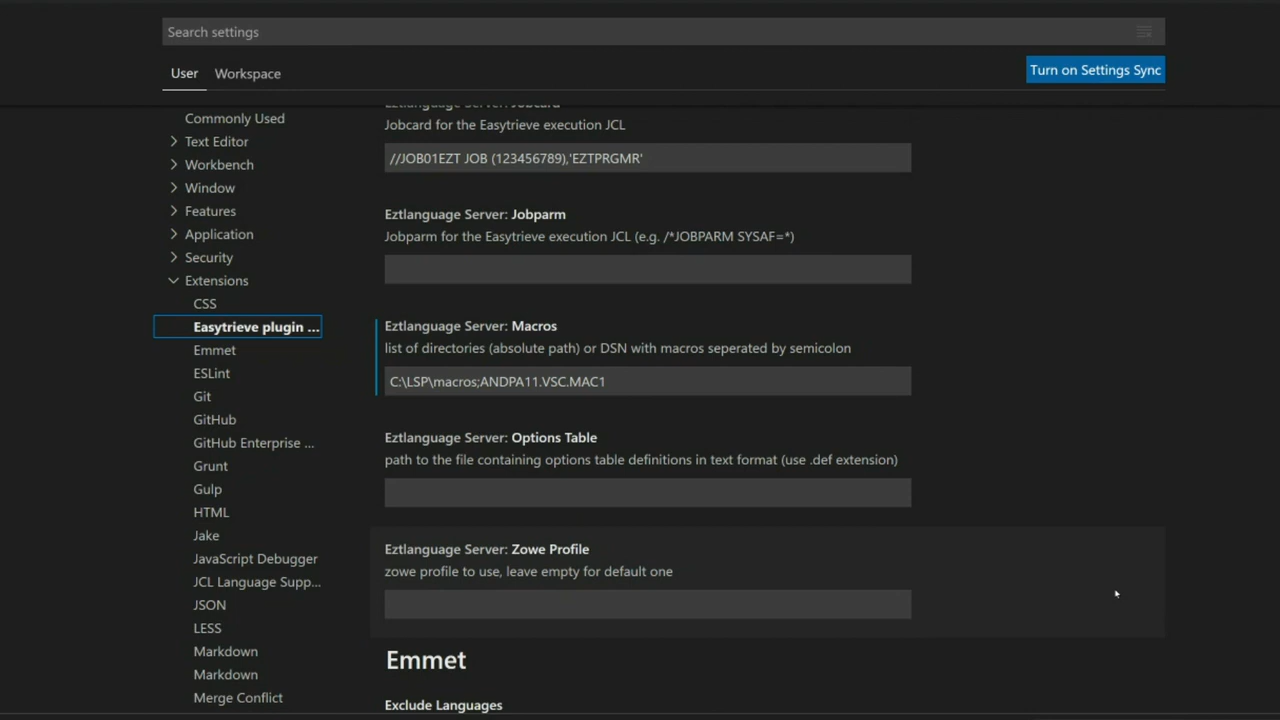 Search settings
User Workspace
Turn on Settings Sync
Commonly Used
Text Editor
Workbench
Window
Features
Application
Security
Extensions
CSS
Easytrieve plugin ...
Emmet
ESLint
Git
GitHub
GitHub Enterprise ...
Grunt
Gulp
HTML
Jake
JavaScript Debugger
JCL Language Supp...
JSON
LESS
Markdown
Markdown
Merge Conflict
Eztlanguage Server: Jobcard
Jobcard for the Easytrieve execution JCL
//JOB01EZT JOB (123456789),'EZTPRGMR'
Eztlanguage Server: Jobparm
Jobparm for the Easytrieve execution JCL (e.g. /*JOBPARM SYSAF=*)
Eztlanguage Server: Macros
list of directories (absolute path) or DSN with macros seperated by semicolon
C:\LSP\macros;ANDPA11.VSC.MAC1
Eztlanguage Server: Options Table
path to the file containing options table definitions in text format (use .def extension)
Eztlanguage Server: Zowe Profile
zowe profile to use, leave empty for default one
Emmet
Exclude Languages